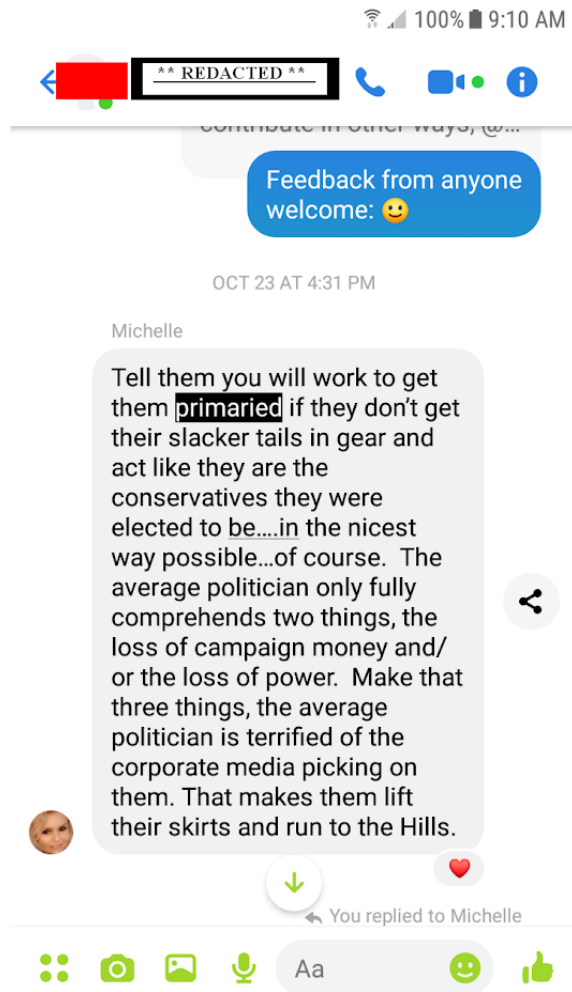 100% 9:10 AM
** REDACTED **
contribute in other ways, @...
Feedback from anyone
welcome: 🙂
OCT 23 AT 4:31 PM
Michelle
Tell them you will work to get
them primaried if they don’t get
their slacker tails in gear and
act like they are the
conservatives they were
elected to be….in the nicest
way possible…of course.  The
average politician only fully
comprehends two things, the
loss of campaign money and/
or the loss of power.  Make that
three things, the average
politician is terrified of the
corporate media picking on
them. That makes them lift
their skirts and run to the Hills.
You replied to Michelle
Aa